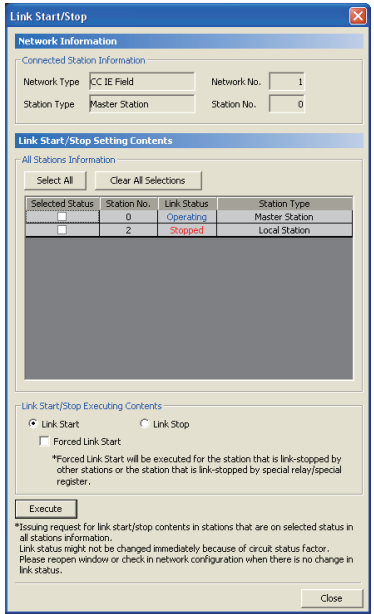 Link Start/Stop
Network Information
Connected Station Information
Network Type CC IE Field Network No. 1
Station Type Master Station Station No. 0
Link Start/Stop Setting Contents
All Stations Information
Select All Clear All Selections
Selected Status Station No. Link Status Station Type
0 Operating Master Station
2 Stopped Local Station
Link Start/Stop Executing Contents
Link Start Link Stop
Forced Link Start
*Forced Link Start will be executed for the station that is link-stopped by
other stations or the station that is link-stopped by special relay/special
register.
Execute
*Issuing request for link start/stop contents in stations that are on selected status in
all stations information.
Link status might not be changed immediately because of circuit status factor.
Please reopen window or check in network configuration when there is no change in
link status.
Close